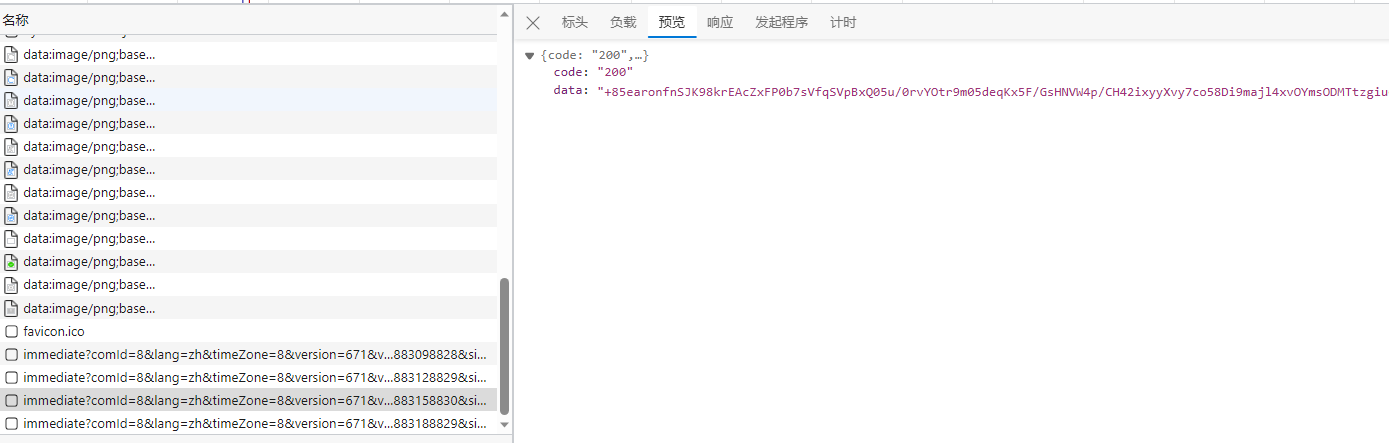 名称
data:image/png;base...
data:image/png;base...
data:image/png;base...
data:image/png;base...
data:image/png;base...
data:image/png;base...
data:image/png;base...
data:image/png;base...
data:image/png;base...
data:image/png;base...
data:image/png;base...
data:image/png;base...
favicon.ico
immediate?comId=8&lang=zh&timeZone=8&version=671&v...883098828&si...
immediate?comId=8&lang=zh&timeZone=8&version=671&v...883128829&si...
immediate?comId=8&lang=zh&timeZone=8&version=671&v...883158830&si...
immediate?comId=8&lang=zh&timeZone=8&version=671&v...883188829&si...
标头 负载 预览 响应 发起程序 计时
{code: "200",…}
code: "200"
data: "+85earonfnSJK98krEAcZxFP0b7sVfqSVpBxQ05u/0rvYOtr9m05deqKx5F/GsHNVW4p/CH42ixyyXvy7co58Di9majl4xvOYmsODMTtzgiu